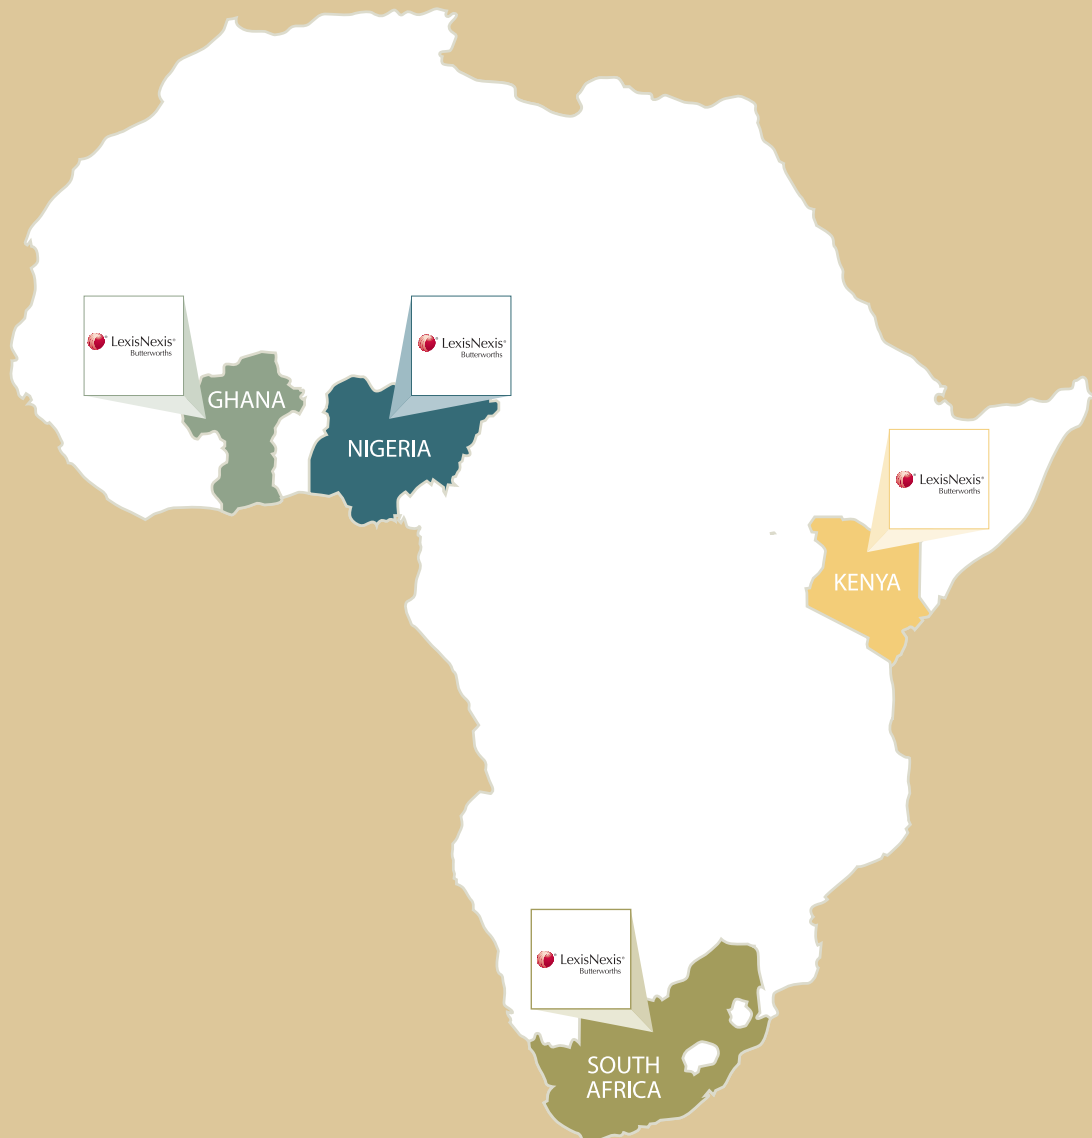 LexisNexis®
Butterworths
LexisNexis®
Butterworths
GHANA
NIGERIA
LexisNexis®
Butterworths
KENYA
LexisNexis®
Butterworths
SOUTH
AFRICA